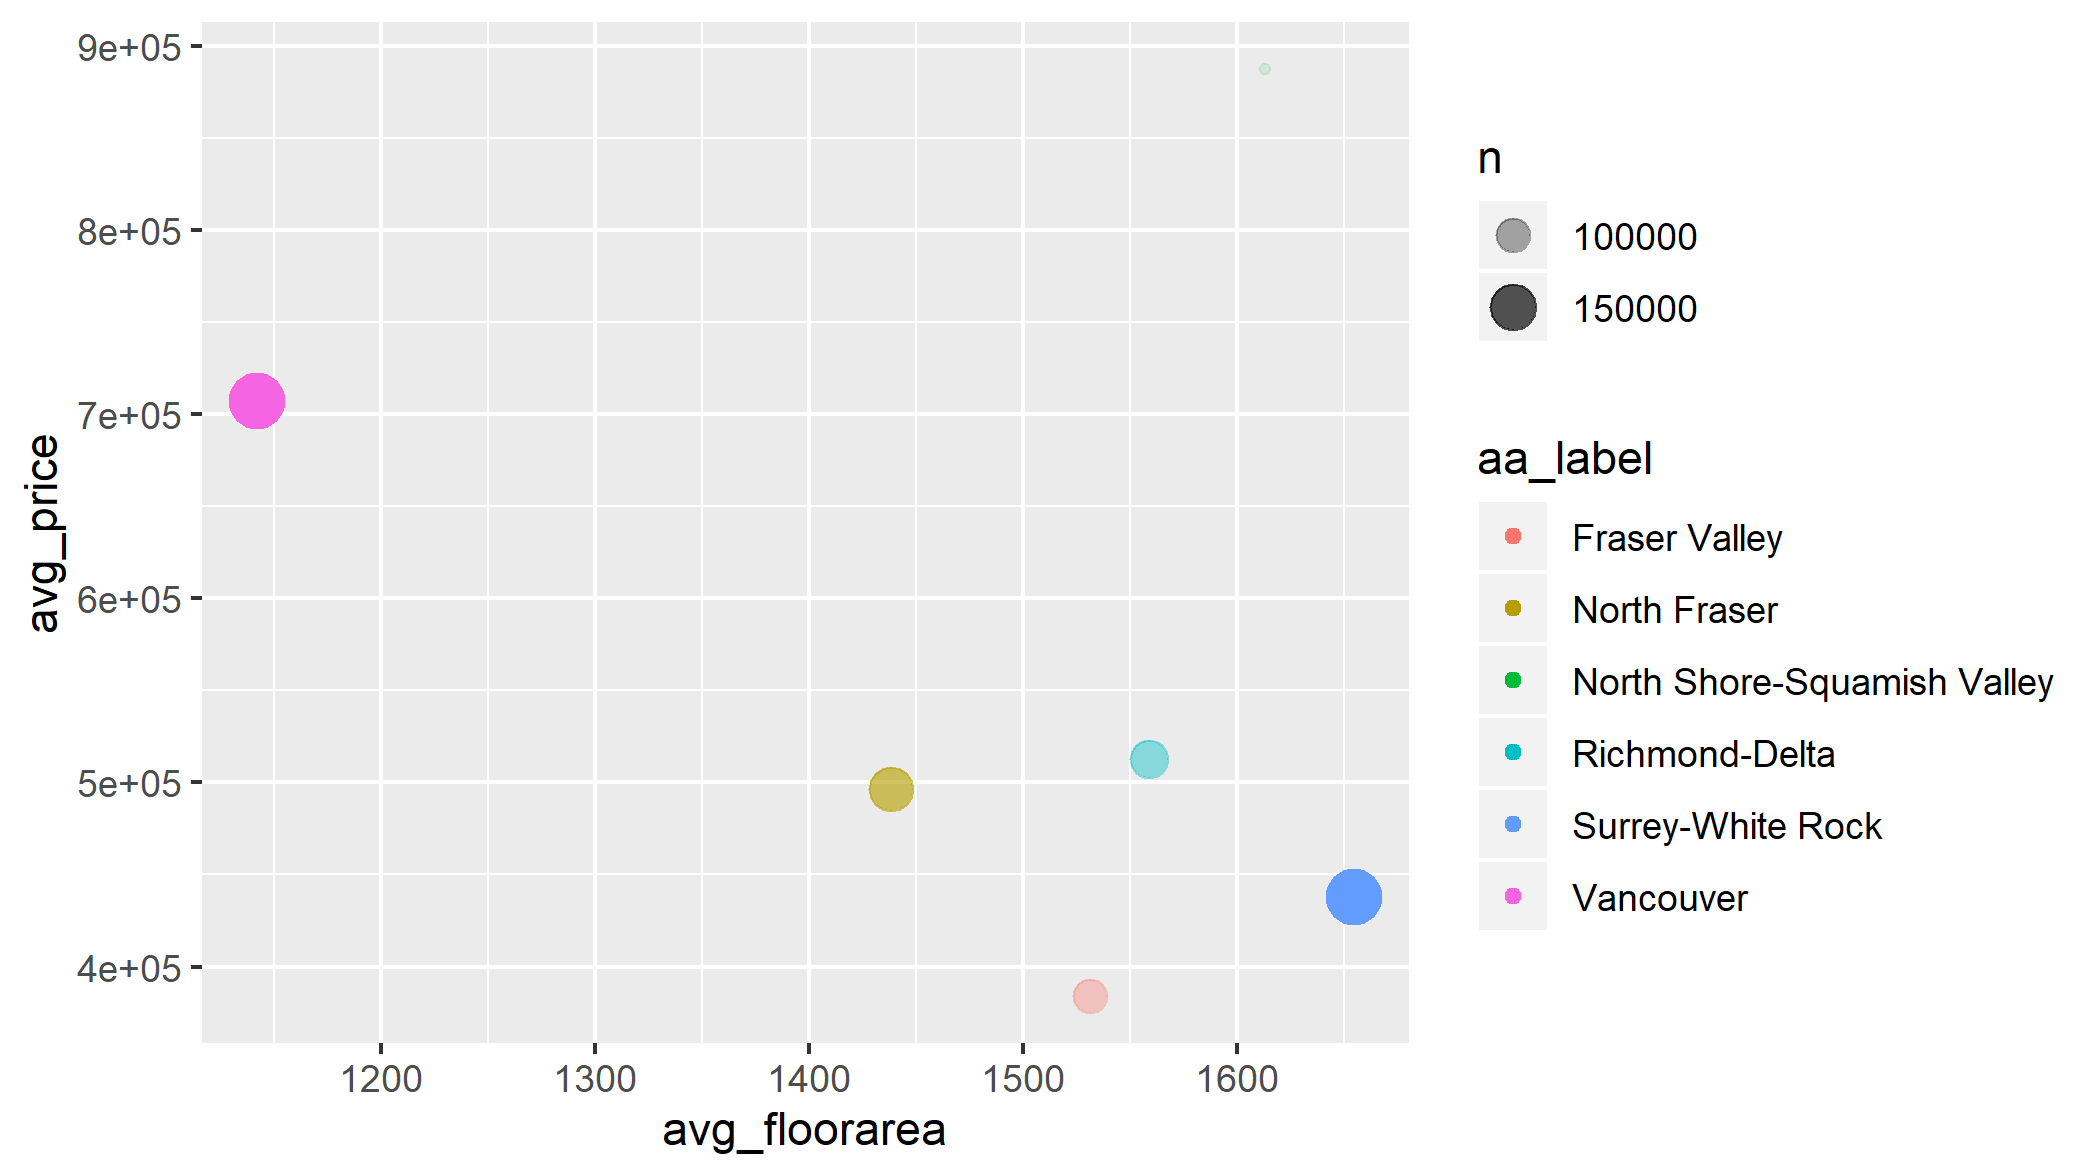 9e+05
8e+05
7e+05
6e+05
5e+05
4e+05
avg_price
1200 1300 1400 1500 1600
avg_floorarea
n
100000
150000
aa_label
Fraser Valley
North Fraser
North Shore-Squamish Valley
Richmond-Delta
Surrey-White Rock
Vancouver